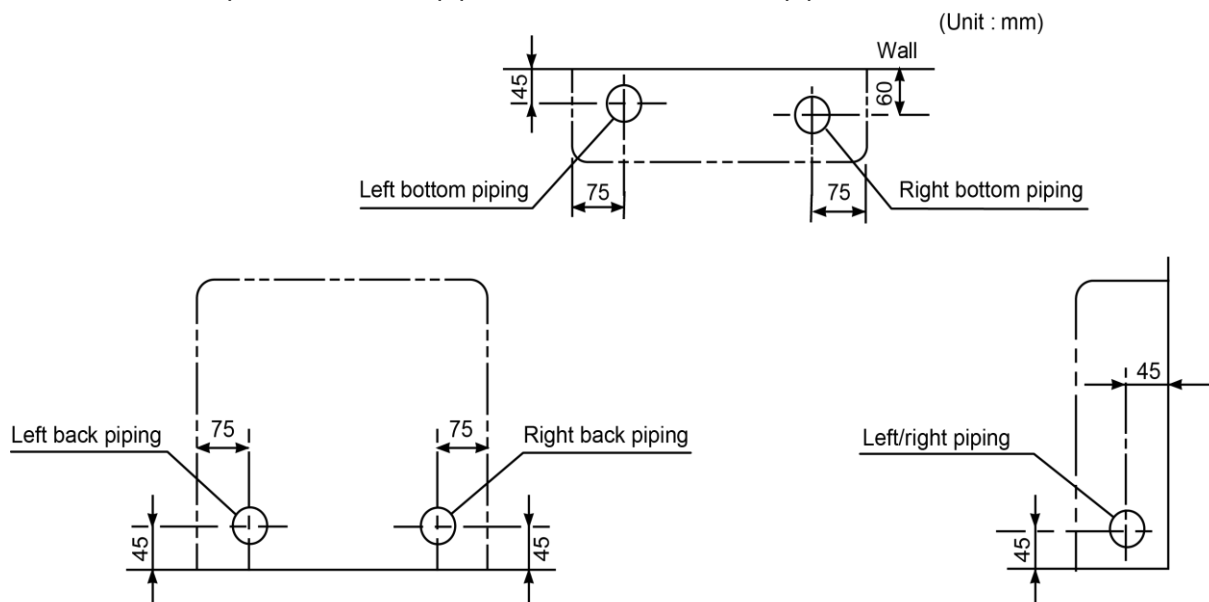 (Unit : mm)
Wall
45
60
Left bottom piping
75
75
Right bottom piping
45
Left back piping
75
75
Right back piping
Left/right piping
45
45
45